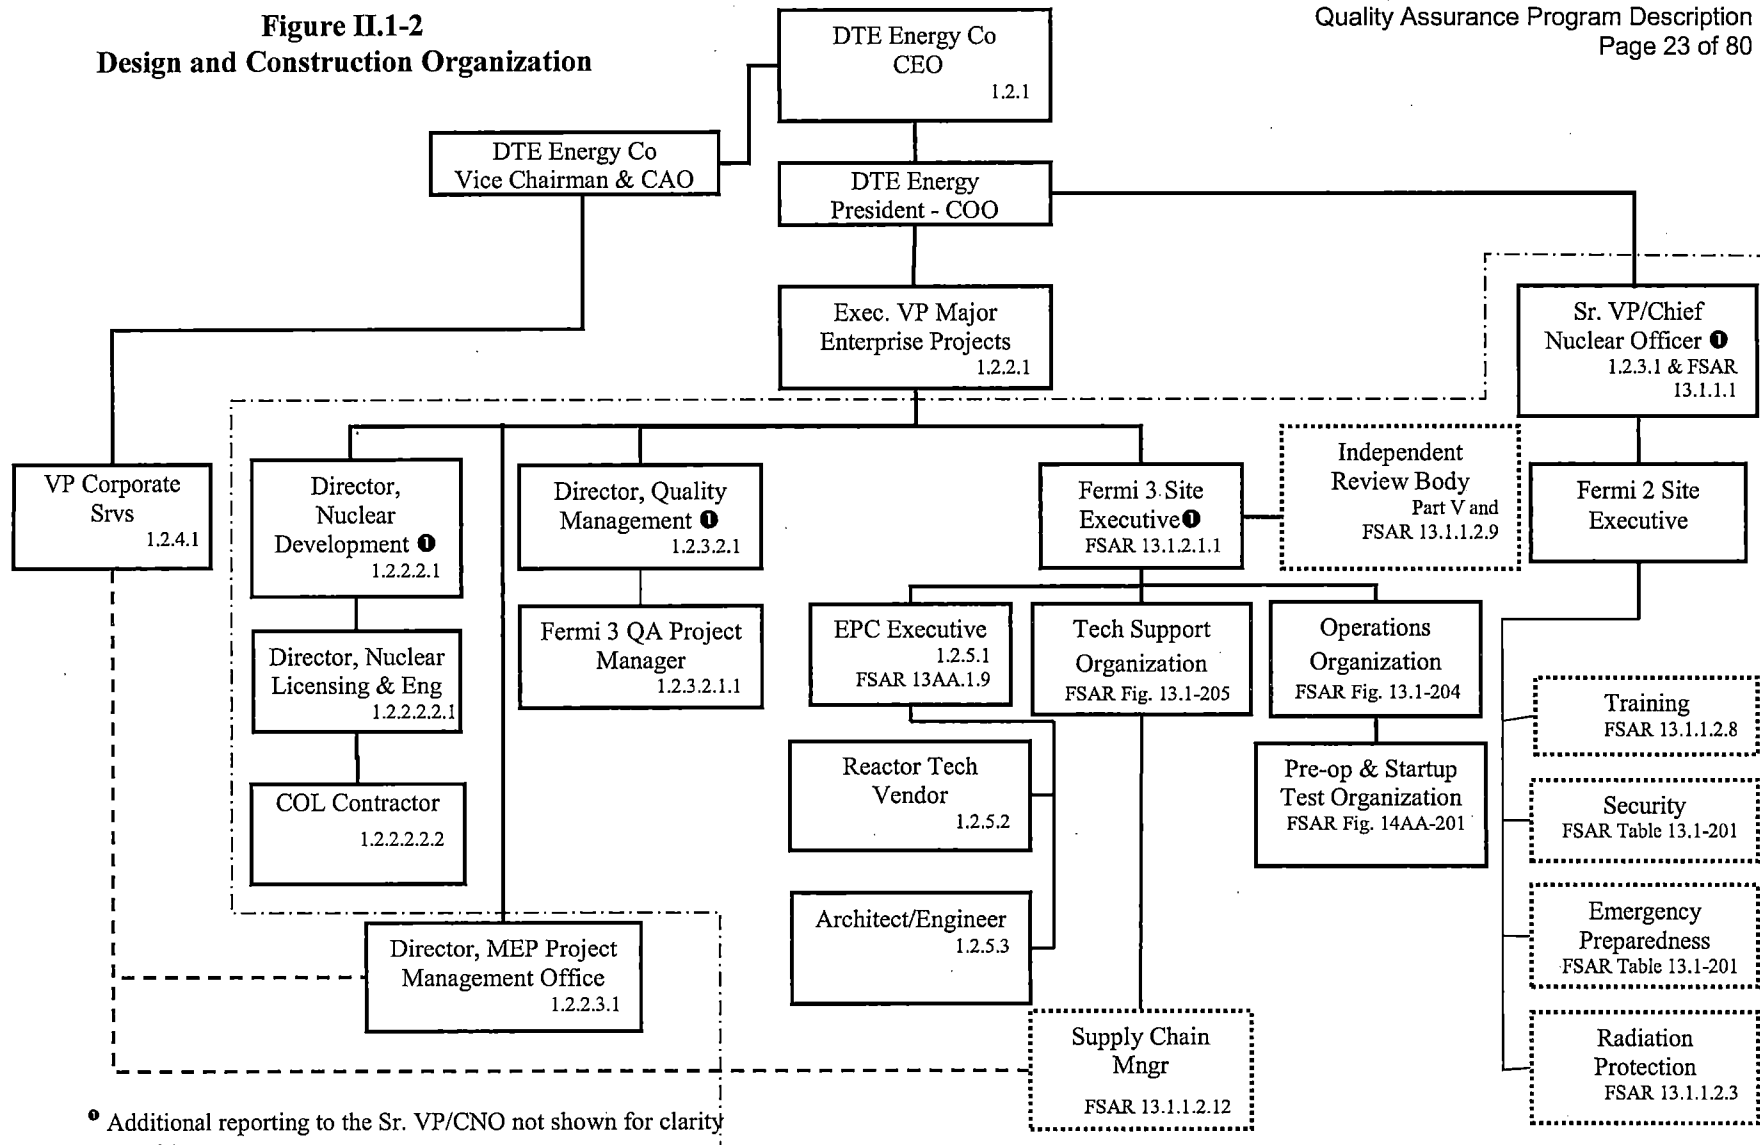 Figure II.1-2
Design and Construction Organization
Quality Assurance Program Description
Page 23 of 80
DTE Energy Co
CEO
1.2.1
DTE Energy Co
Vice Chairman & CAO
DTE Energy
President - COO
Exec. VP Major
Enterprise Projects
1.2.2.1
Sr. VP/Chief
Nuclear Officer ❶
1.2.3.1 & FSAR
13.1.1.1
VP Corporate
Srvs
1.2.4.1
Director,
Nuclear
Development ❶
1.2.2.2.1
Director, Quality
Management ❶
1.2.3.2.1
Fermi 3 Site
Executive❶
FSAR 13.1.2.1.1
Independent
Review Body
Part V and
FSAR 13.1.1.2.9
Fermi 2 Site
Executive
Director, Nuclear
Licensing & Eng
1.2.2.2.2.1
Fermi 3 QA Project
Manager
1.2.3.2.1.1
EPC Executive
1.2.5.1
FSAR 13AA.1.9
Tech Support
Organization
FSAR Fig. 13.1-205
Operations
Organization
FSAR Fig. 13.1-204
Training
FSAR 13.1.1.2.8
COL Contractor
1.2.2.2.2.2
Reactor Tech
Vendor
1.2.5.2
Pre-op & Startup
Test Organization
FSAR Fig. 14AA-201
Security
FSAR Table 13.1-201
Director, MEP Project
Management Office
1.2.2.3.1
Architect/Engineer
1.2.5.3
Emergency
Preparedness
FSAR Table 13.1-201
Supply Chain
Mngr
FSAR 13.1.1.2.12
Radiation
Protection
FSAR 13.1.1.2.3
❶ Additional reporting to the Sr. VP/CNO not shown for clarity